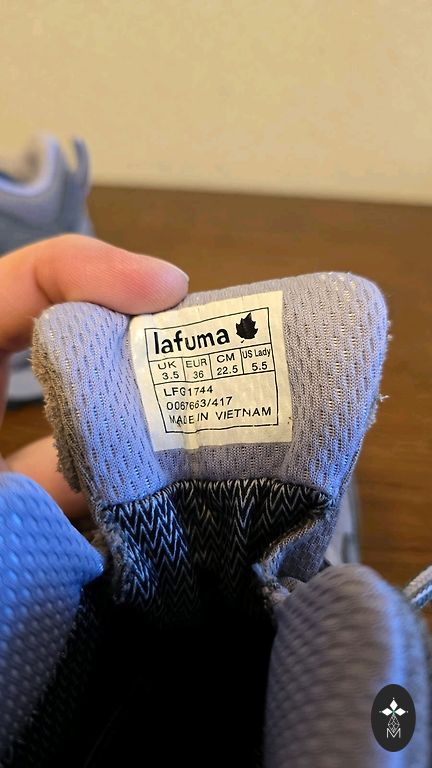 lafuma
UK EUR CM US Lady
3.5 36 22.5 5.5
LFG1744
0067663/417
MADE IN VIETNAM
M